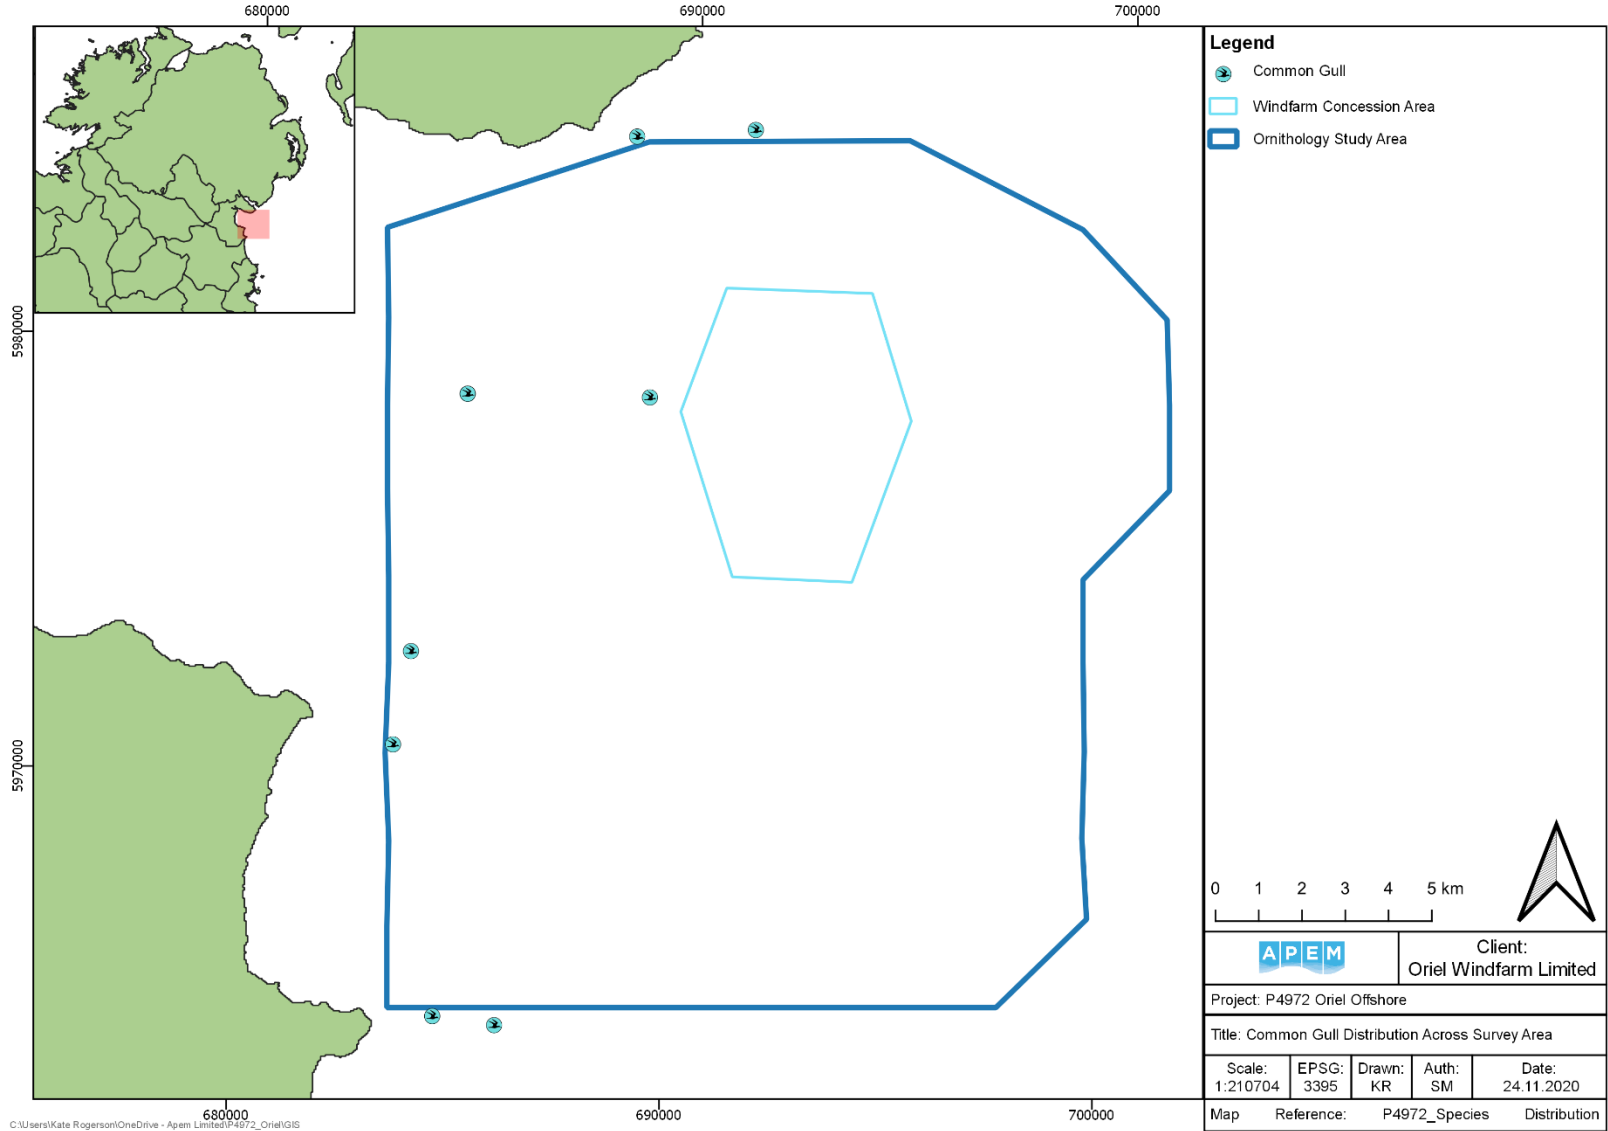 680000 690000 700000
5980000
5970000
Legend
Common Gull
Windfarm Concession Area
Ornithology Study Area
0 1 2 3 4 5 km
APEM
Client:
Oriel Windfarm Limited
Project: P4972 Oriel Offshore
Title: Common Gull Distribution Across Survey Area
Scale: EPSG: Drawn: Auth: Date:
1:210704 3395 KR SM 24.11.2020
Map Reference: P4972_Species Distribution
680000 690000 700000
C:\Users\Kate Rogerson\OneDrive - Apem Limited\P4972_Oriel\GIS